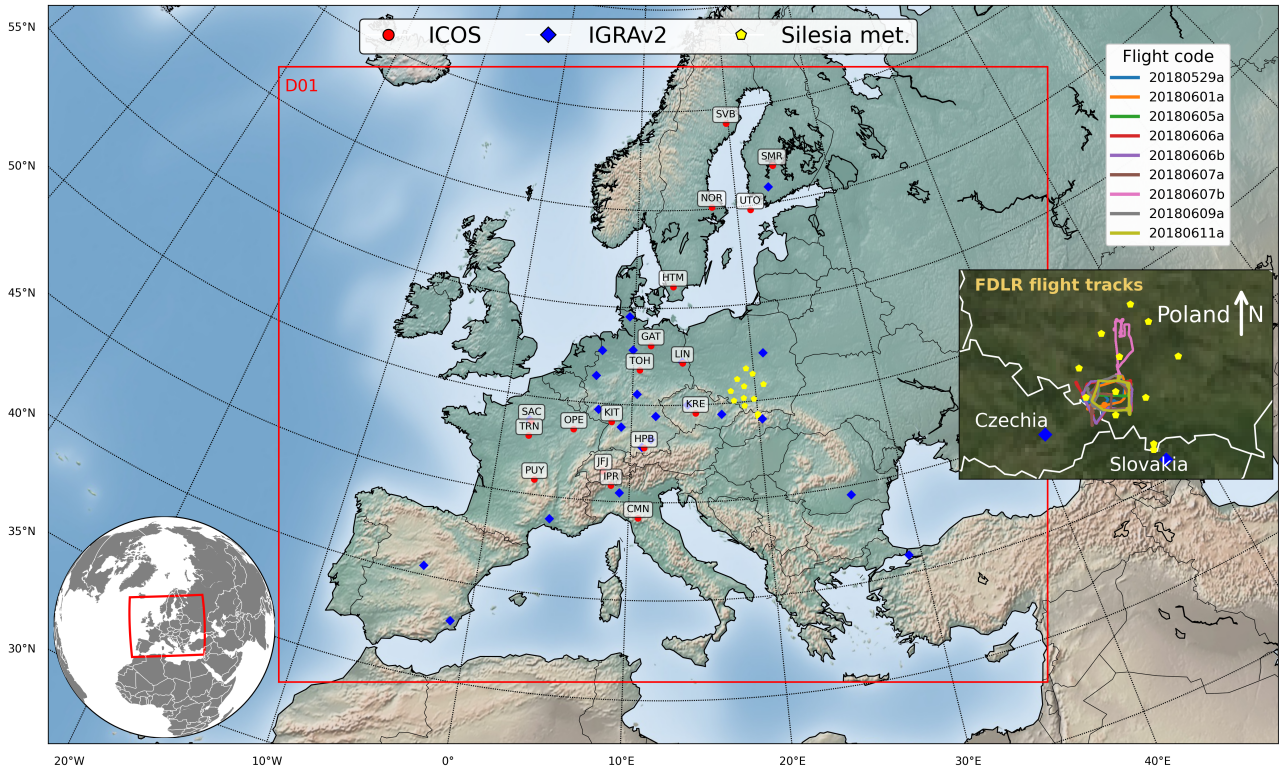 55°N
50°N
45°N
40°N
35°N
30°N
ICOS
IGRAv2
Silesia met.
D01
Flight code
20180529a
20180601a
20180605a
20180606a
20180606b
20180607a
20180607b
20180609a
20180611a
SVB
SMR
NOR
UTO
HTM
GAT
TOH
LIN
SAC
TRN
OPE
KIT
KRE
HPB
JFJ
IPR
PUY
CMN
FDLR flight tracks
Poland
N
Czechia
Slovakia
20°W
10°W
0°
10°E
20°E
30°E
40°E